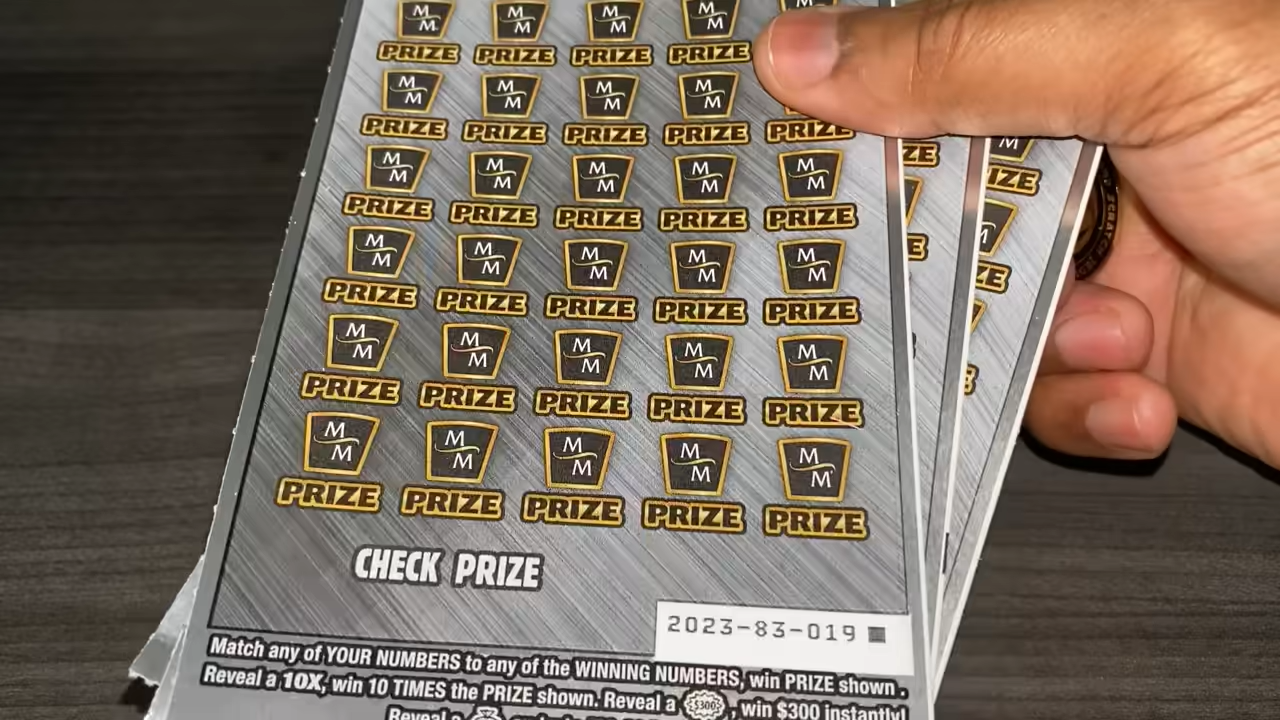 M M M M M M M M
PRIZE PRIZE PRIZE PRIZE
M M M M M M M M
PRIZE PRIZE PRIZE PRIZE PRIZE
M M M M M M M M M M
PRIZE PRIZE PRIZE PRIZE PRIZE
M M M M M M M M M M
PRIZE PRIZE PRIZE PRIZE PRIZE
M M M M M M M M M M
PRIZE PRIZE PRIZE PRIZE PRIZE
M M M M M M M M M M
PRIZE PRIZE PRIZE PRIZE PRIZE
CHECK PRIZE
2023-83-019
Match any of YOUR NUMBERS to any of the WINNING NUMBERS, win PRIZE shown.
Reveal a 10X, win 10 TIMES the PRIZE shown. Reveal a $300, win $300 instantly!
Reveal a